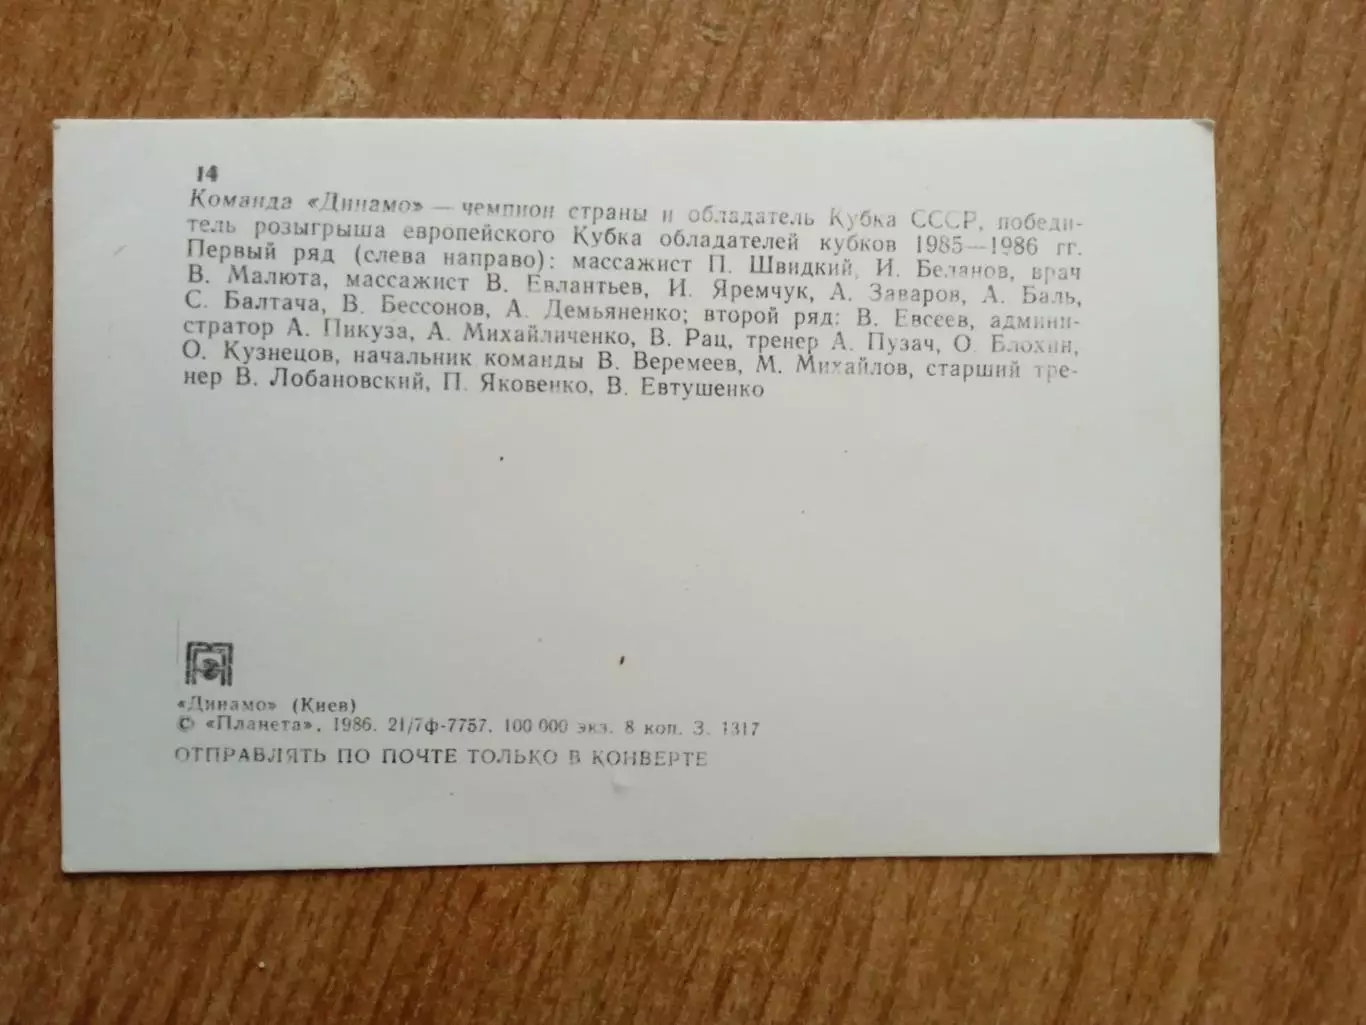 14
Команда «Динамо» — чемпион страны и обладатель Кубка СССР, победи-
тель розыгрыша европейского Кубка обладателей кубков 1985—1986 гг.
Первый ряд (слева направо): массажист П. Швидкий, И. Беланов, врач
В. Малюта, массажист В. Евлантьев, И. Яремчук, А. Заваров, А. Баль,
С. Балтача, В. Бессонов, А. Демьяненко; второй ряд: В. Евсеев, админи-
стратор А. Пикуза, А. Михайличенко, В. Рац, тренер А. Пузач, О. Блохин,
О. Кузнецов, начальник команды В. Веремеев, М. Михайлов, старший тре-
нер В. Лобановский, П. Яковенко, В. Евтушенко
«Динамо» (Киев)
© «Планета», 1986. 21/7ф-7757. 100 000 экз. 8 коп. З. 1317
ОТПРАВЛЯТЬ ПО ПОЧТЕ ТОЛЬКО В КОНВЕРТЕ